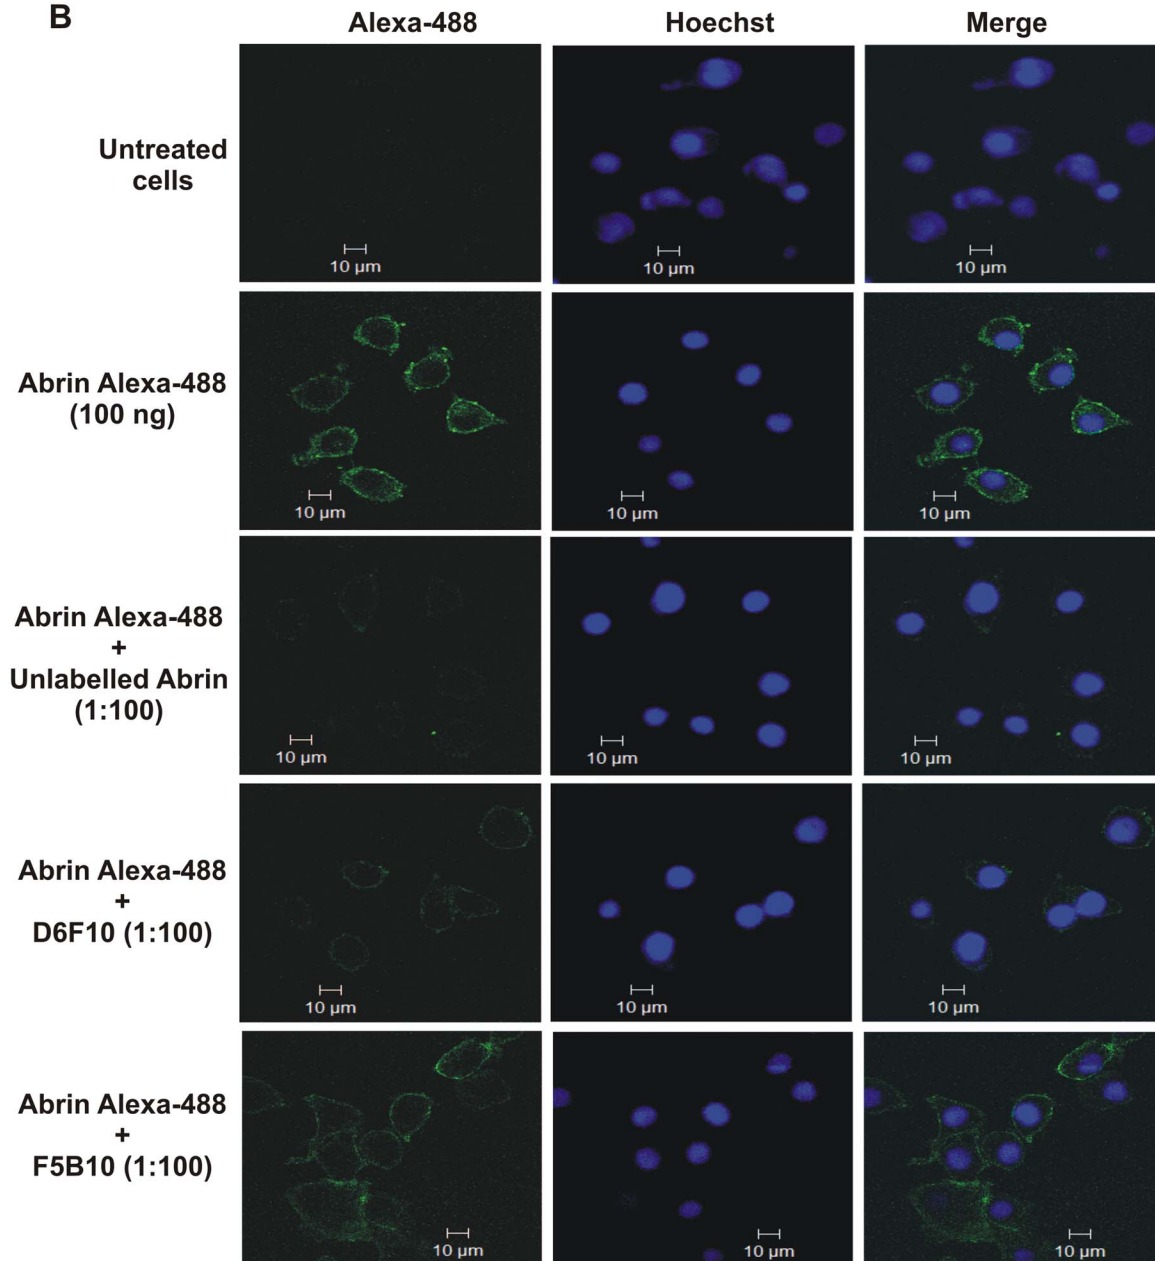 B
Alexa-488 Hoechst Merge
Untreated
cells
10 µm 10 µm 10 µm
Abrin Alexa-488
(100 ng)
10 µm 10 µm 10 µm
Abrin Alexa-488
+
Unlabelled Abrin
(1:100)
10 µm 10 µm 10 µm
Abrin Alexa-488
+
D6F10 (1:100)
10 µm 10 µm 10 µm
Abrin Alexa-488
+
F5B10 (1:100)
10 µm 10 µm 10 µm